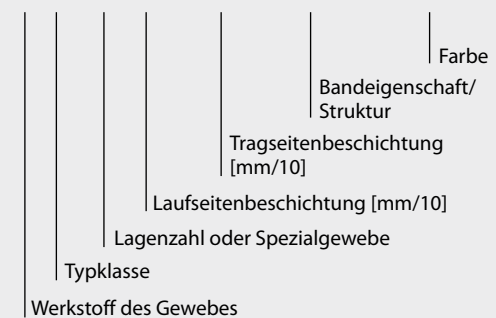 Farbe
Bandeigenschaft/
Struktur
Tragseitenbeschichtung
[mm/10]
Laufseitenbeschichtung [mm/10]
Lagenzahl oder Spezialgewebe
Typklasse
Werkstoff des Gewebes